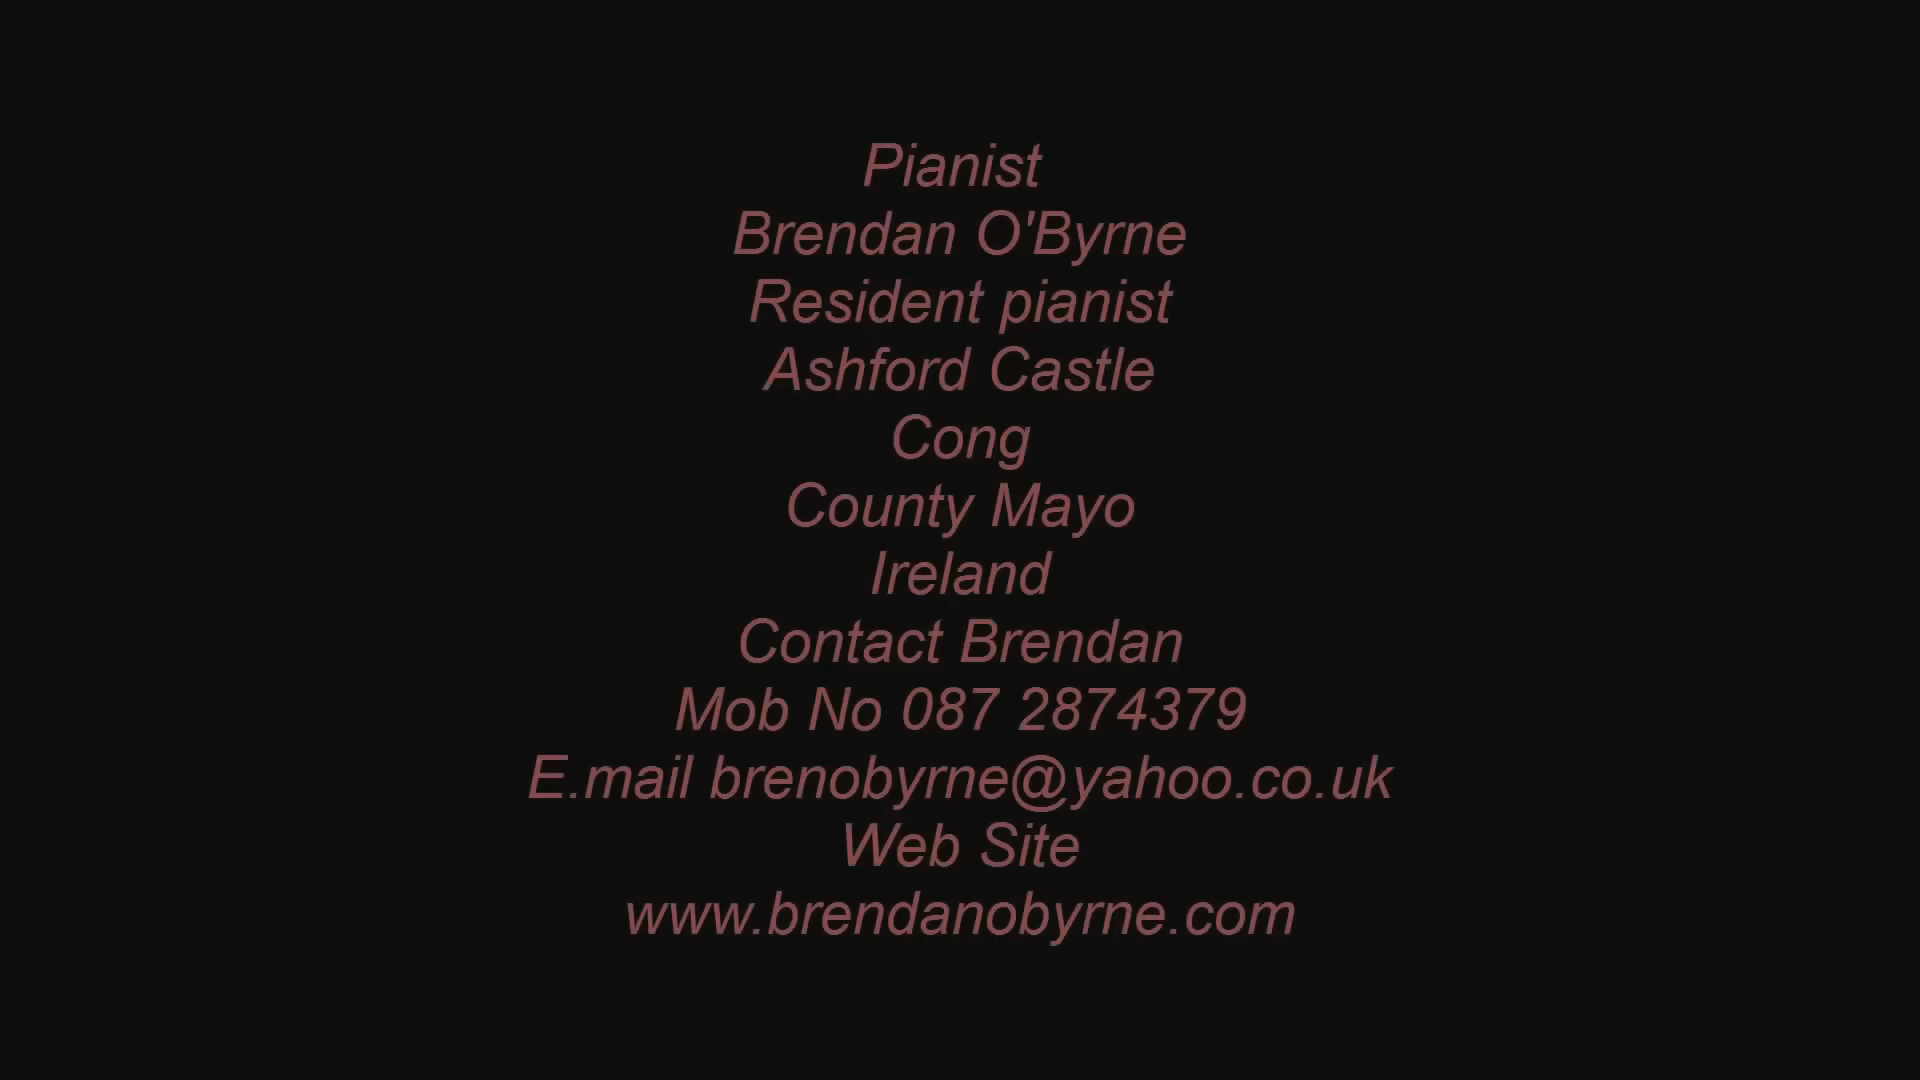 Pianist
Brendan O'Byrne
Resident pianist
Ashford Castle
Cong
County Mayo
Ireland
Contact Brendan
Mob No 087 2874379
E.mail brenobyrne@yahoo.co.uk
Web Site
www.brendanobyrne.com